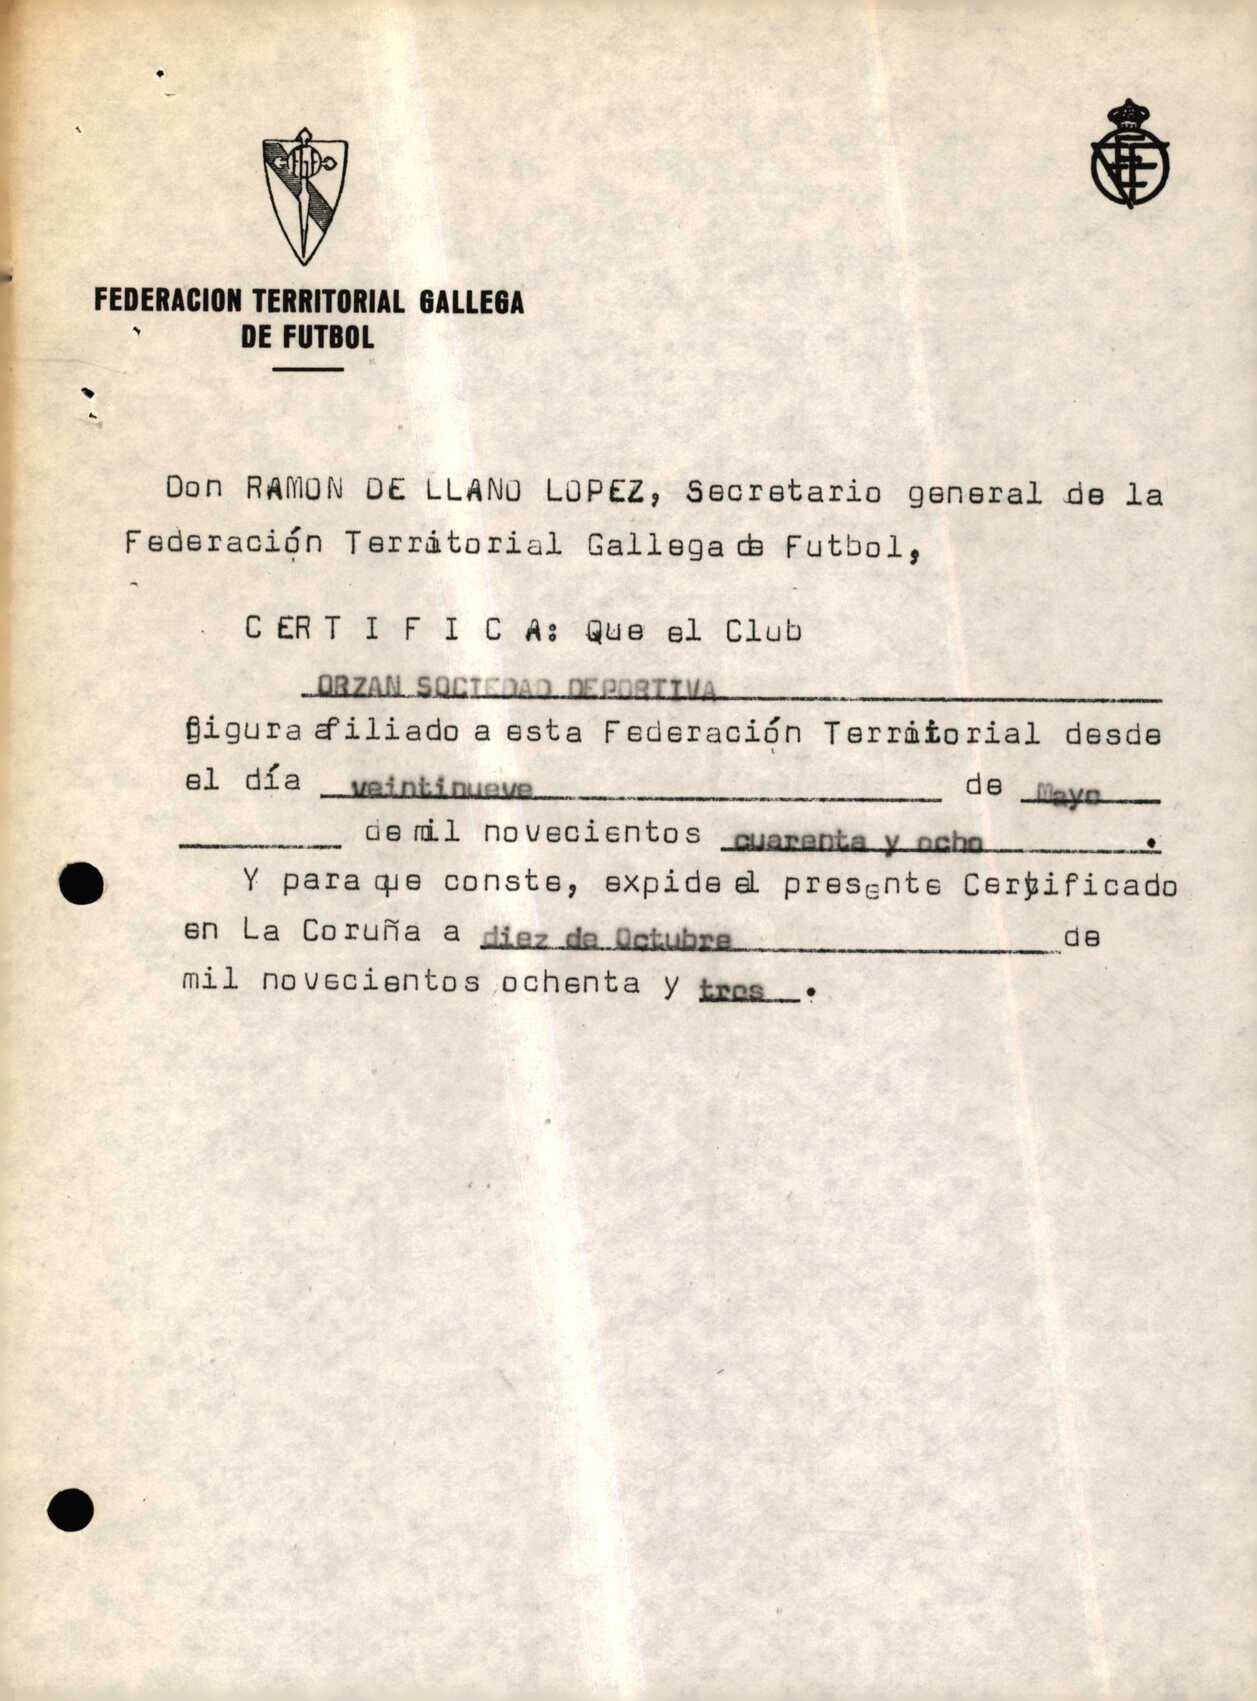 FEDERACION TERRITORIAL GALLEGA
DE FUTBOL
Don RAMON DE LLANO LOPEZ, Secretario general de la
Federación Territorial Gallega de Futbol,
C E R T I F I C A: Que el Club
ORZAN SOCIEDAD DEPORTIVA
figura afiliado a esta Federación Territorial desde
el día veintinueve de Mayo
de mil novecientos cuarenta y ocho.
Y para que conste, expide el presente Certificado
en La Coruña a diez de Octubre de
mil novecientos ochenta y tres.